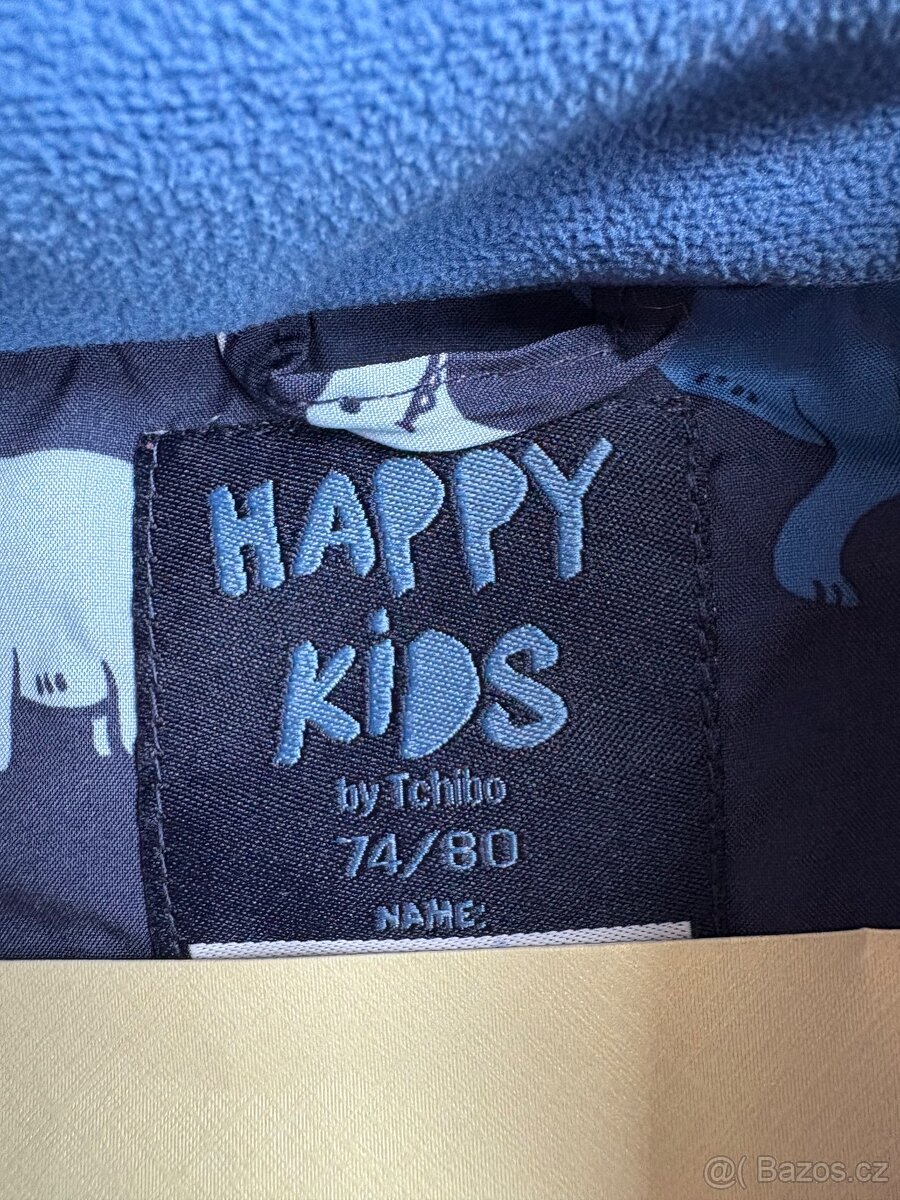 HAPPY
KiDS
by Tchibo
74/80
NAME:
@( Bazos.cz